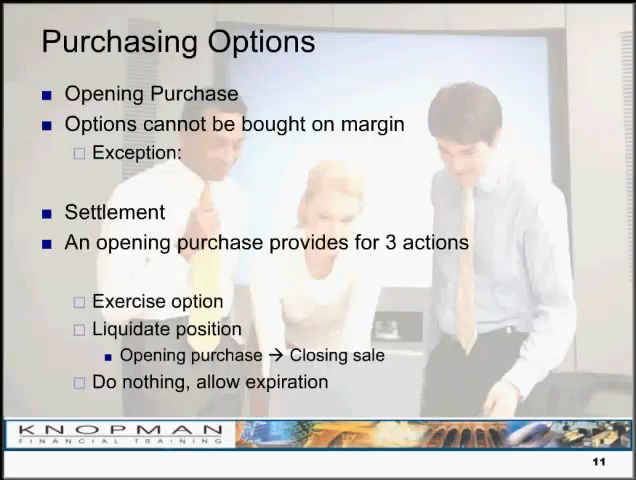 Purchasing Options
Opening Purchase
Options cannot be bought on margin
Exception:
Settlement
An opening purchase provides for 3 actions
Exercise option
Liquidate position
Opening purchase → Closing sale
Do nothing, allow expiration
KNOPMAN
FINANCIAL TRAINING
11